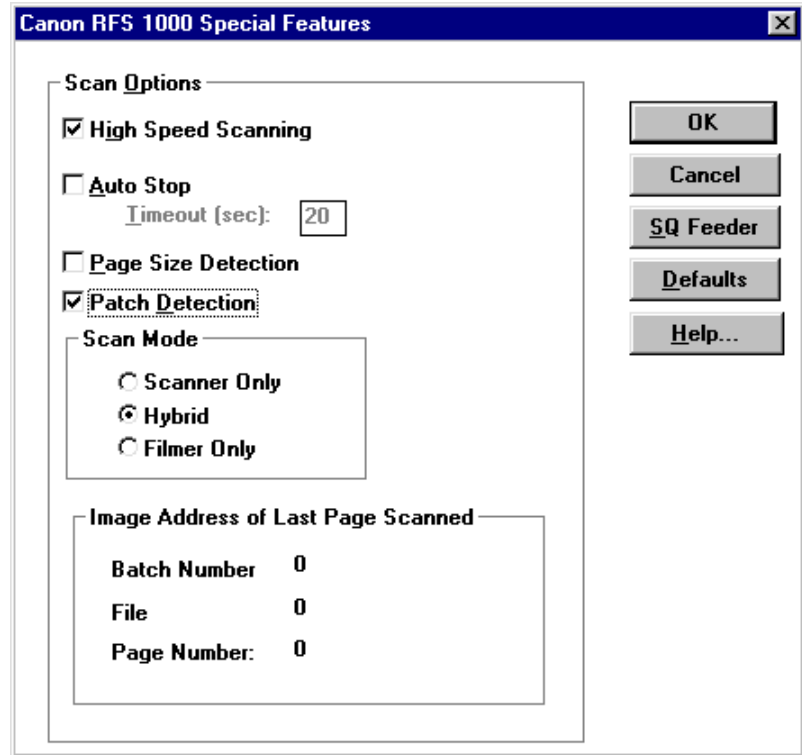 Canon RFS 1000 Special Features
Scan Options
High Speed Scanning
Auto Stop
Timeout (sec): 20
Page Size Detection
Patch Detection
Scan Mode
Scanner Only
Hybrid
Filmer Only
Image Address of Last Page Scanned
Batch Number 0
File 0
Page Number: 0
OK
Cancel
SQ Feeder
Defaults
Help...